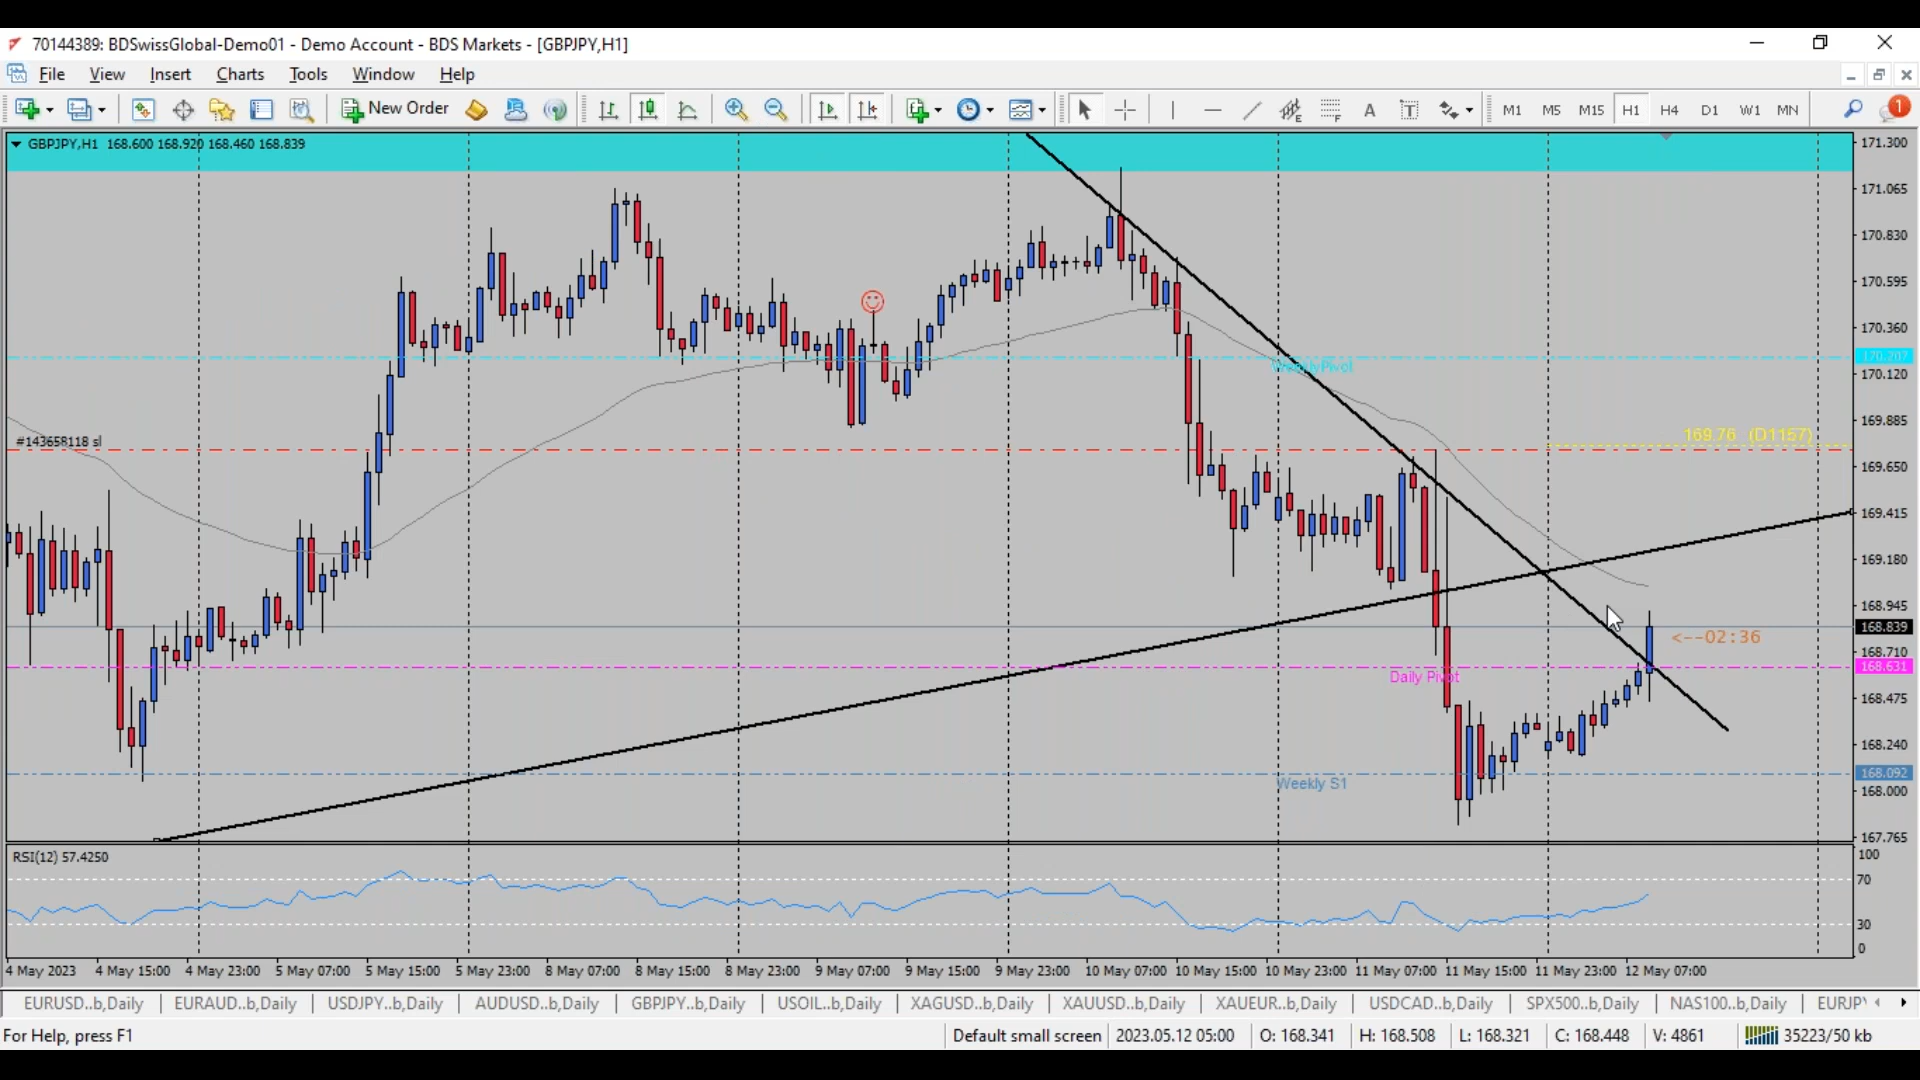 70144389: BDSwissGlobal-Demo01 - Demo Account - BDS Markets - [GBPJPY,H1]
File View Insert Charts Tools Window Help
New Order A T M1 M5 M15 H1 H4 D1 W1 MN 1
GBPJPY,H1 168.600 168.920 168.460 168.839
171.300
171.065
170.830
170.595
170.360
170.207
WeeklyPivot
170.120
169.885
#143658118 sl
169.76 (D1157)
169.650
169.415
169.180
168.945
168.839
<--02:36
168.710
168.631
Daily Pivot
168.475
168.240
168.092
Weekly S1
168.000
167.765
RSI(12) 57.4250
100
70
30
0
4 May 2023 4 May 15:00 4 May 23:00 5 May 07:00 5 May 15:00 5 May 23:00 8 May 07:00 8 May 15:00 8 May 23:00 9 May 07:00 9 May 15:00 9 May 23:00 10 May 07:00 10 May 15:00 10 May 23:00 11 May 07:00 11 May 15:00 11 May 23:00 12 May 07:00
EURUSD..b,Daily EURAUD..b,Daily USDJPY..b,Daily AUDUSD..b,Daily GBPJPY..b,Daily USOIL..b,Daily XAGUSD..b,Daily XAUUSD..b,Daily XAUEUR..b,Daily USDCAD..b,Daily SPX500..b,Daily NAS100..b,Daily EURJPY
For Help, press F1 Default small screen 2023.05.12 05:00 O: 168.341 H: 168.508 L: 168.321 C: 168.448 V: 4861 35223/50 kb